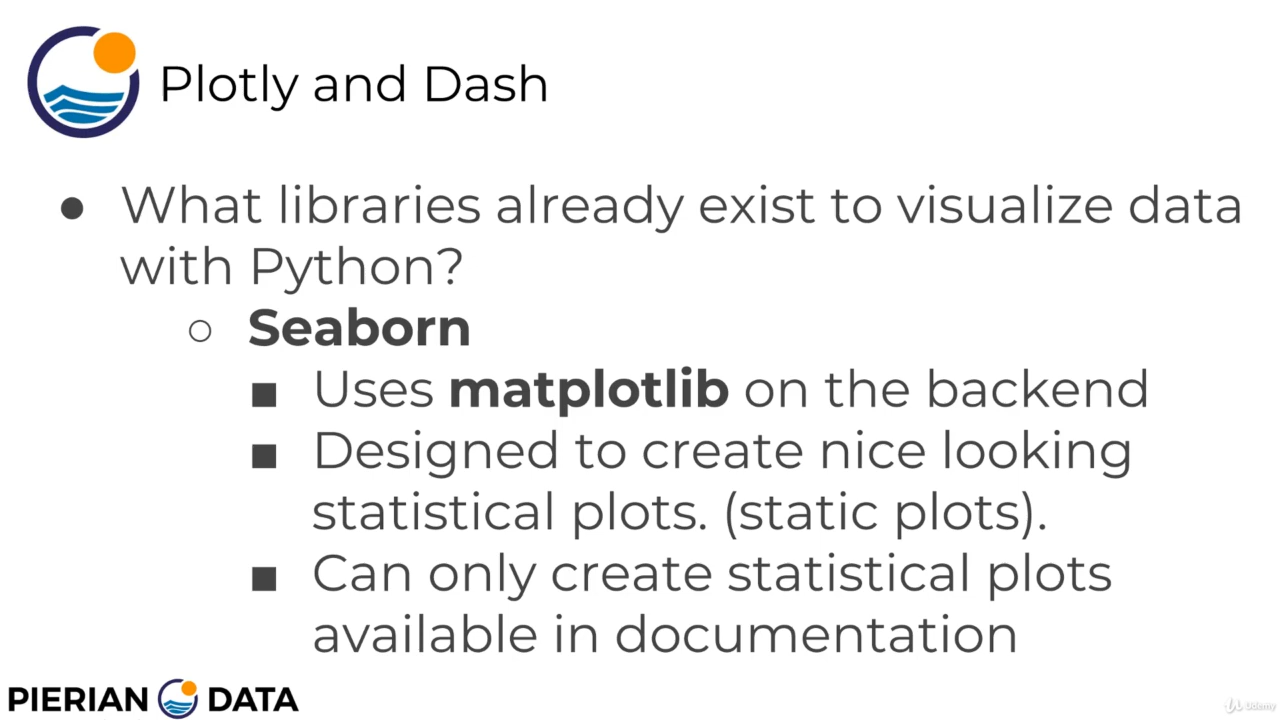 Plotly and Dash
● What libraries already exist to visualize data
with Python?
○ Seaborn
■ Uses matplotlib on the backend
■ Designed to create nice looking
statistical plots. (static plots).
■ Can only create statistical plots
available in documentation
PIERIAN DATA
Udemy